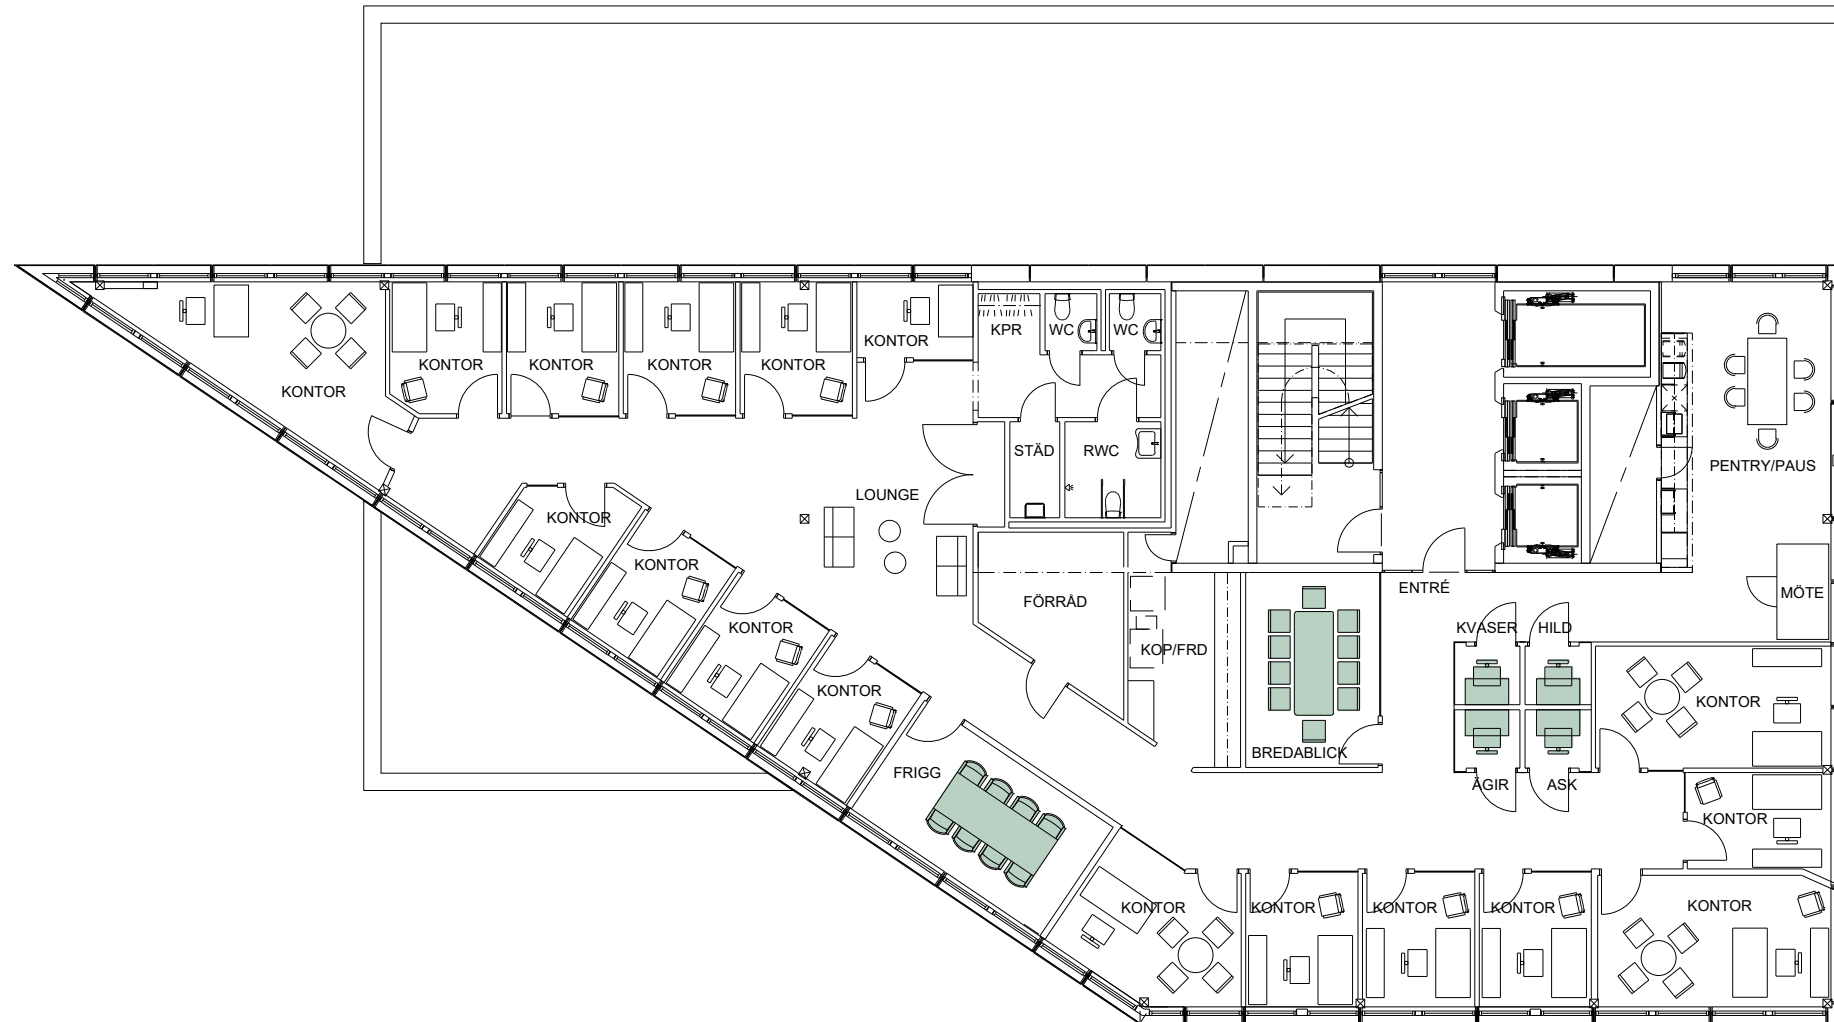 KPR
WC
WC
KONTOR
KONTOR
KONTOR
KONTOR
KONTOR
KONTOR
KONTOR
STÄD
RWC
PENTRY/PAUS
LOUNGE
KONTOR
KONTOR
ENTRÉ
MÖTE
FÖRRÅD
KONTOR
KVASER
HILD
KOP/FRD
KONTOR
KONTOR
BREDABLICK
FRIGG
ÄGIR
ASK
KONTOR
KONTOR
KONTOR
KONTOR
KONTOR
KONTOR